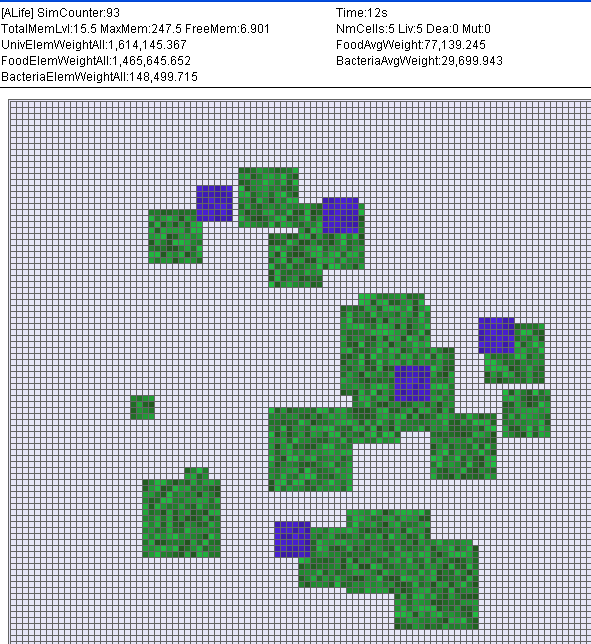 [ALife] SimCounter:93 Time:12s
TotalMemLvl:15.5 MaxMem:247.5 FreeMem:6.901 NmCells:5 Liv:5 Dea:0 Mut:0
UnivElemWeightAll:1,614,145.367 FoodAvgWeight:77,139.245
FoodElemWeightAll:1,465,645.652 BacteriaAvgWeight:29,699.943
BacteriaElemWeightAll:148,499.715